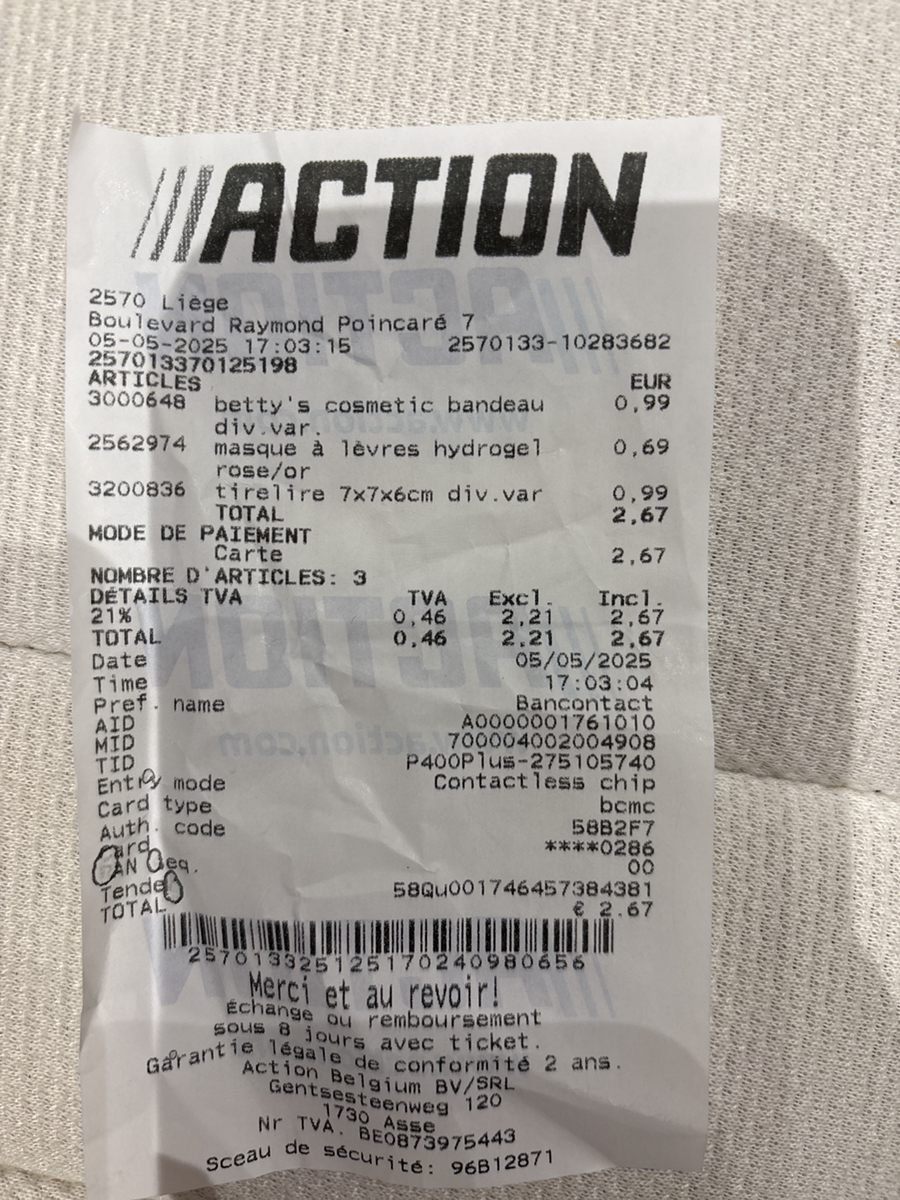 ACTION
2570 Liège
Boulevard Raymond Poincaré 7
05-05-2025 17:03:15 2570133-10283682
257013370125198
ARTICLES EUR
3000648 betty's cosmetic bandeau 0,99
div.var.
2562974 masque à lèvres hydrogel 0,69
rose/or
3200836 tirelire 7x7x6cm div.var 0,99
TOTAL 2,67
MODE DE PAIEMENT
Carte 2,67
NOMBRE D'ARTICLES: 3
DÉTAILS TVA TVA Excl. Incl.
21% 0,46 2,21 2,67
TOTAL 0,46 2,21 2,67
Date 05/05/2025
Time 17:03:04
Pref. name Bancontact
AID A0000001761010
MID 700004002004908
TID P400Plus-275105740
Entry mode Contactless chip
Card type bcmc
Auth. code 58B2F7
Card ****0286
PAN seq. 00
Tender 58Qu001746457384381
TOTAL € 2.67
257013325125170240980656
Merci et au revoir!
Échange ou remboursement
sous 8 jours avec ticket.
Garantie légale de conformité 2 ans.
Action Belgium BV/SRL
Gentsesteenweg 120
1730 Asse
Nr TVA. BE0873975443
Sceau de sécurité: 96B12871